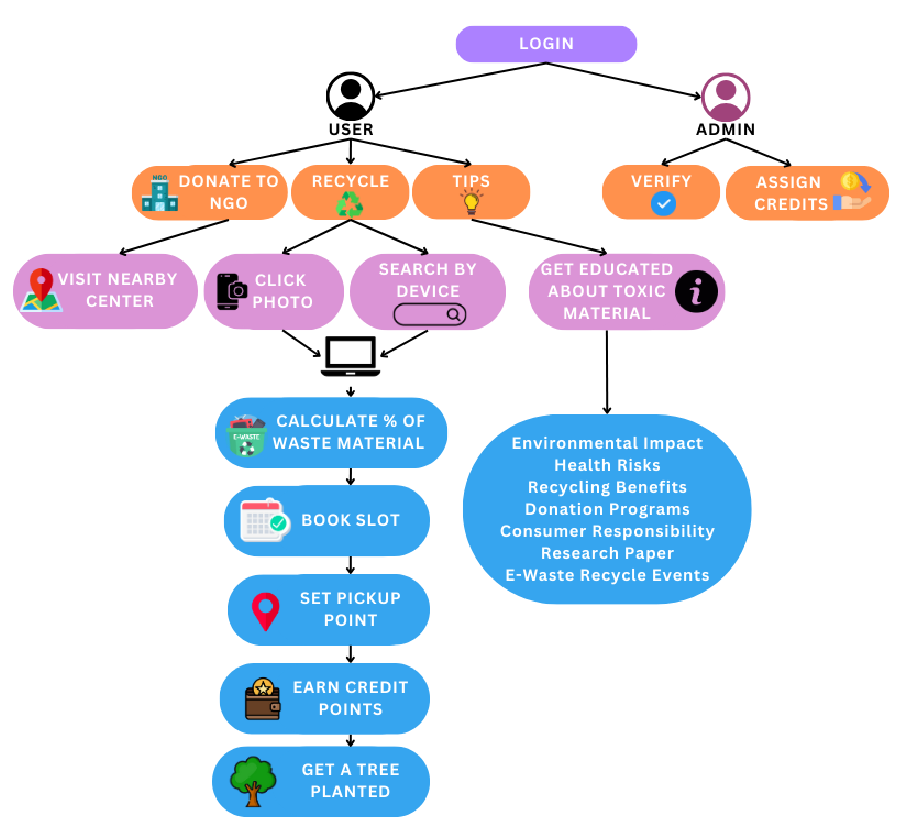 LOGIN
USER
ADMIN
NGO
DONATE TO
NGO
RECYCLE
TIPS
VERIFY
ASSIGN
CREDITS
VISIT NEARBY
CENTER
CLICK
PHOTO
SEARCH BY
DEVICE
GET EDUCATED
ABOUT TOXIC
MATERIAL
i
E-WASTE
CALCULATE % OF
WASTE MATERIAL
BOOK SLOT
SET PICKUP
POINT
EARN CREDIT
POINTS
GET A TREE
PLANTED
Environmental Impact
Health Risks
Recycling Benefits
Donation Programs
Consumer Responsibility
Research Paper
E-Waste Recycle Events